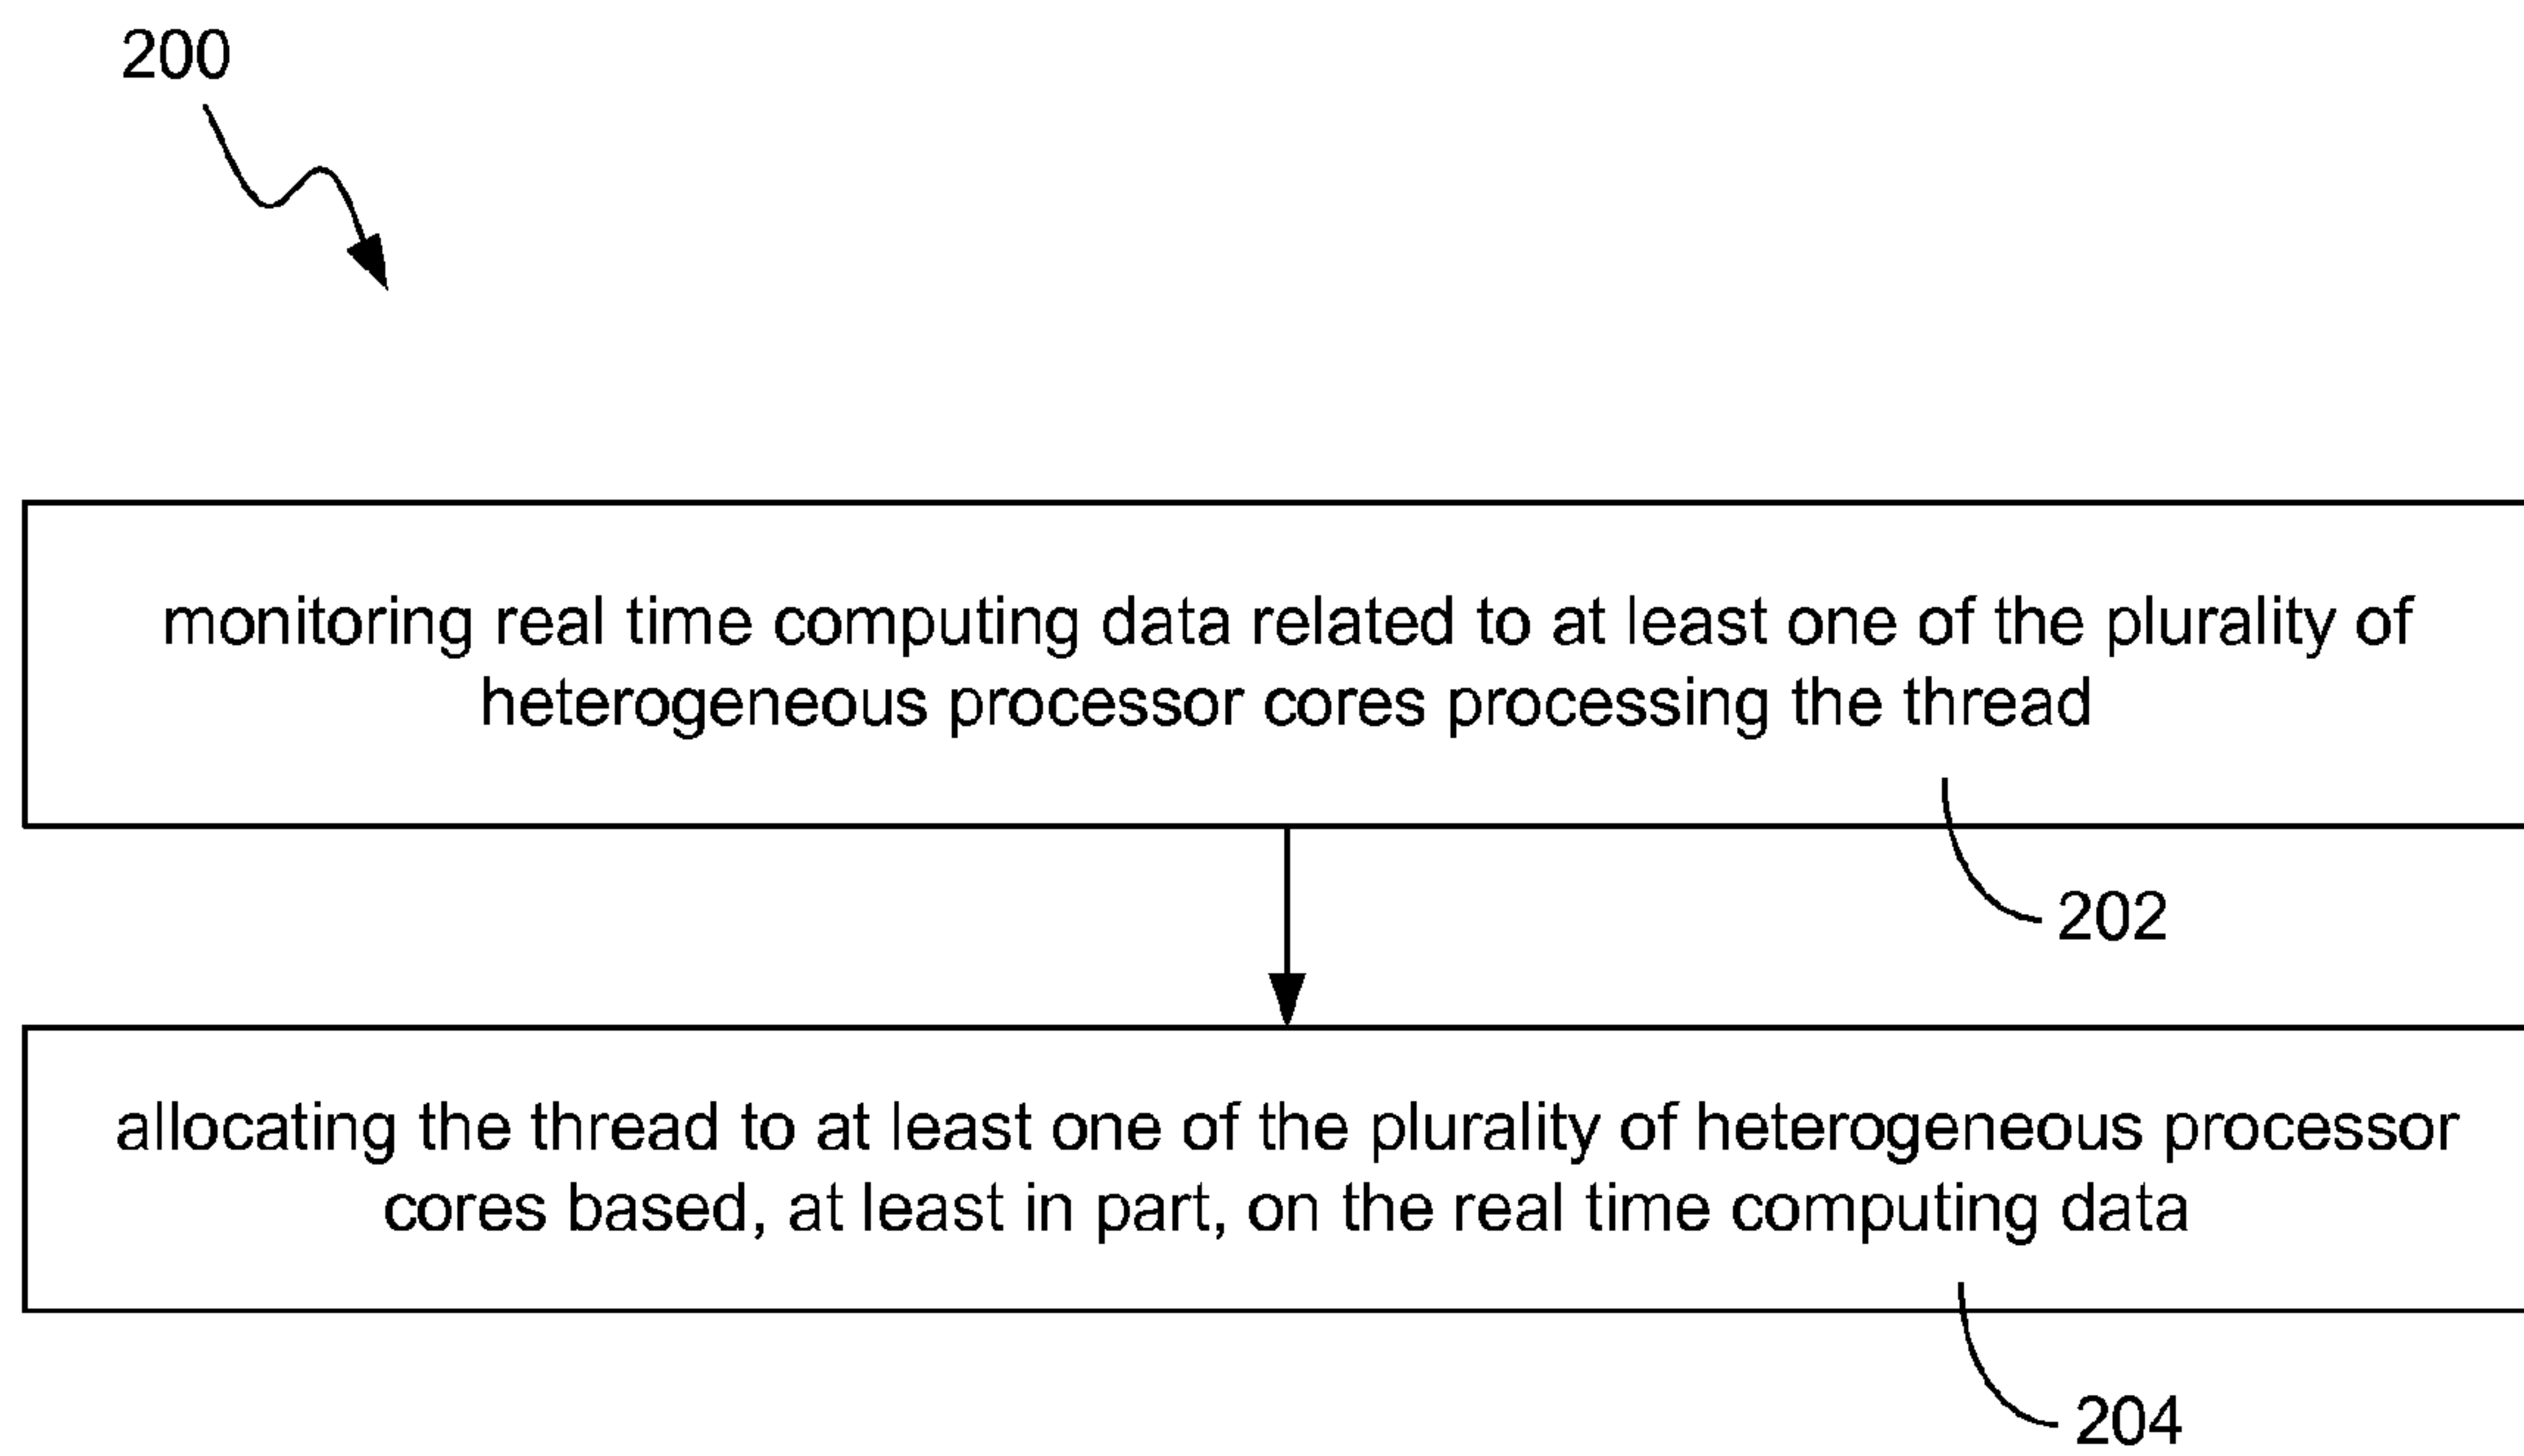 200
monitoring real time computing data related to at least one of the plurality of
heterogeneous processor cores processing the thread
202
allocating the thread to at least one of the plurality of heterogeneous processor
cores based, at least in part, on the real time computing data
204